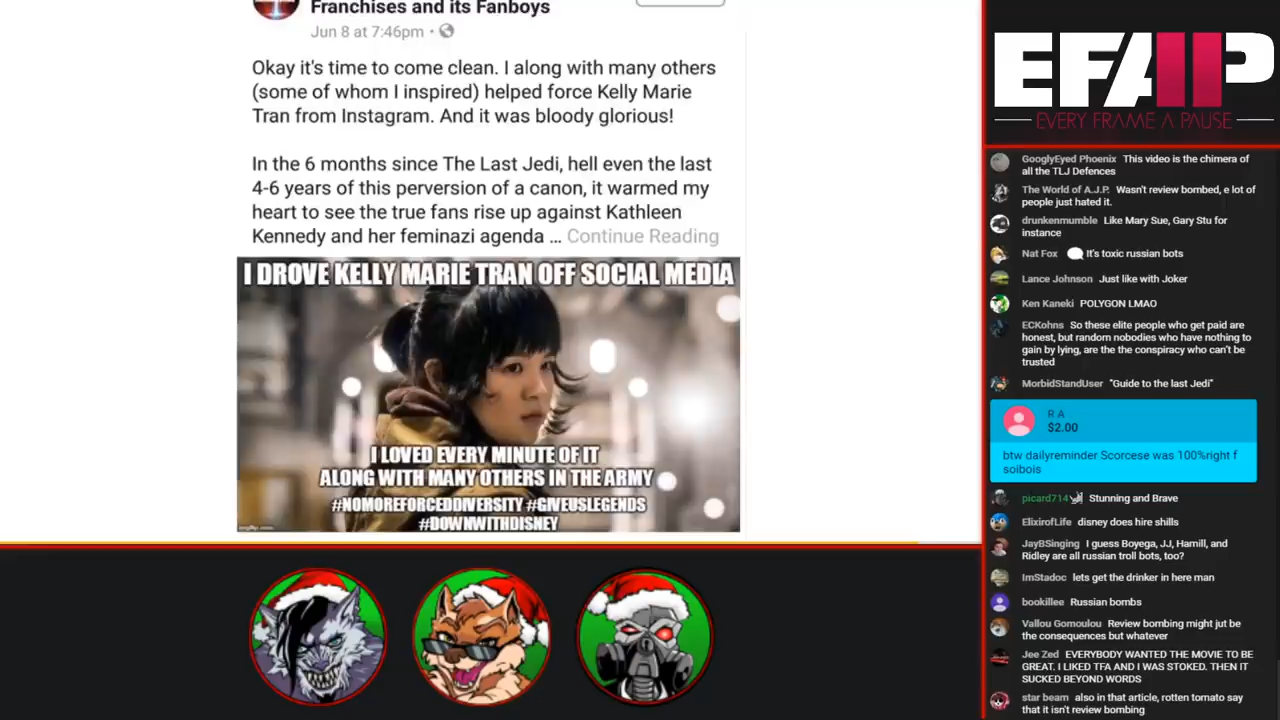 Franchises and its Fanboys
Jun 8 at 7:46pm •
Okay it's time to come clean. I along with many others
(some of whom I inspired) helped force Kelly Marie
Tran from Instagram. And it was bloody glorious!
In the 6 months since The Last Jedi, hell even the last
4-6 years of this perversion of a canon, it warmed my
heart to see the true fans rise up against Kathleen
Kennedy and her feminazi agenda ... Continue Reading
I DROVE KELLY MARIE TRAN OFF SOCIAL MEDIA
I LOVED EVERY MINUTE OF IT
ALONG WITH MANY OTHERS IN THE ARMY
#NOMOREFORCEDDIVERSITY #GIVEUSLEGENDS
#DOWNWITHDISNEY
imgflip.com
EFAP
EVERY FRAME A PAUSE
GooglyEyed Phoenix This video is the chimera of
all the TLJ Defences
The World of A.J.P. Wasn't review bombed, e lot of
people just hated it.
drunkenmumble Like Mary Sue, Gary Stu for
instance
Nat Fox It's toxic russian bots
Lance Johnson Just like with Joker
Ken Kaneki POLYGON LMAO
ECKohns So these elite people who get paid are
honest, but random nobodies who have nothing to
gain by lying, are the the conspiracy who can't be
trusted
MorbidStandUser "Guide to the last Jedi"
R A
$2.00
btw dailyreminder Scorcese was 100%right f
soibois
picard714 Stunning and Brave
ElixirofLife disney does hire shills
JayBSinging I guess Boyega, JJ, Hamill, and
Ridley are all russian troll bots, too?
ImStadoc lets get the drinker in here man
bookillee Russian bombs
Vallou Gomoulou Review bombing might jut be
the consequences but whatever
Jee Zed EVERYBODY WANTED THE MOVIE TO BE
GREAT. I LIKED TFA AND I WAS STOKED. THEN IT
SUCKED BEYOND WORDS
star beam also in that article, rotten tomato say
that it isn't review bombing